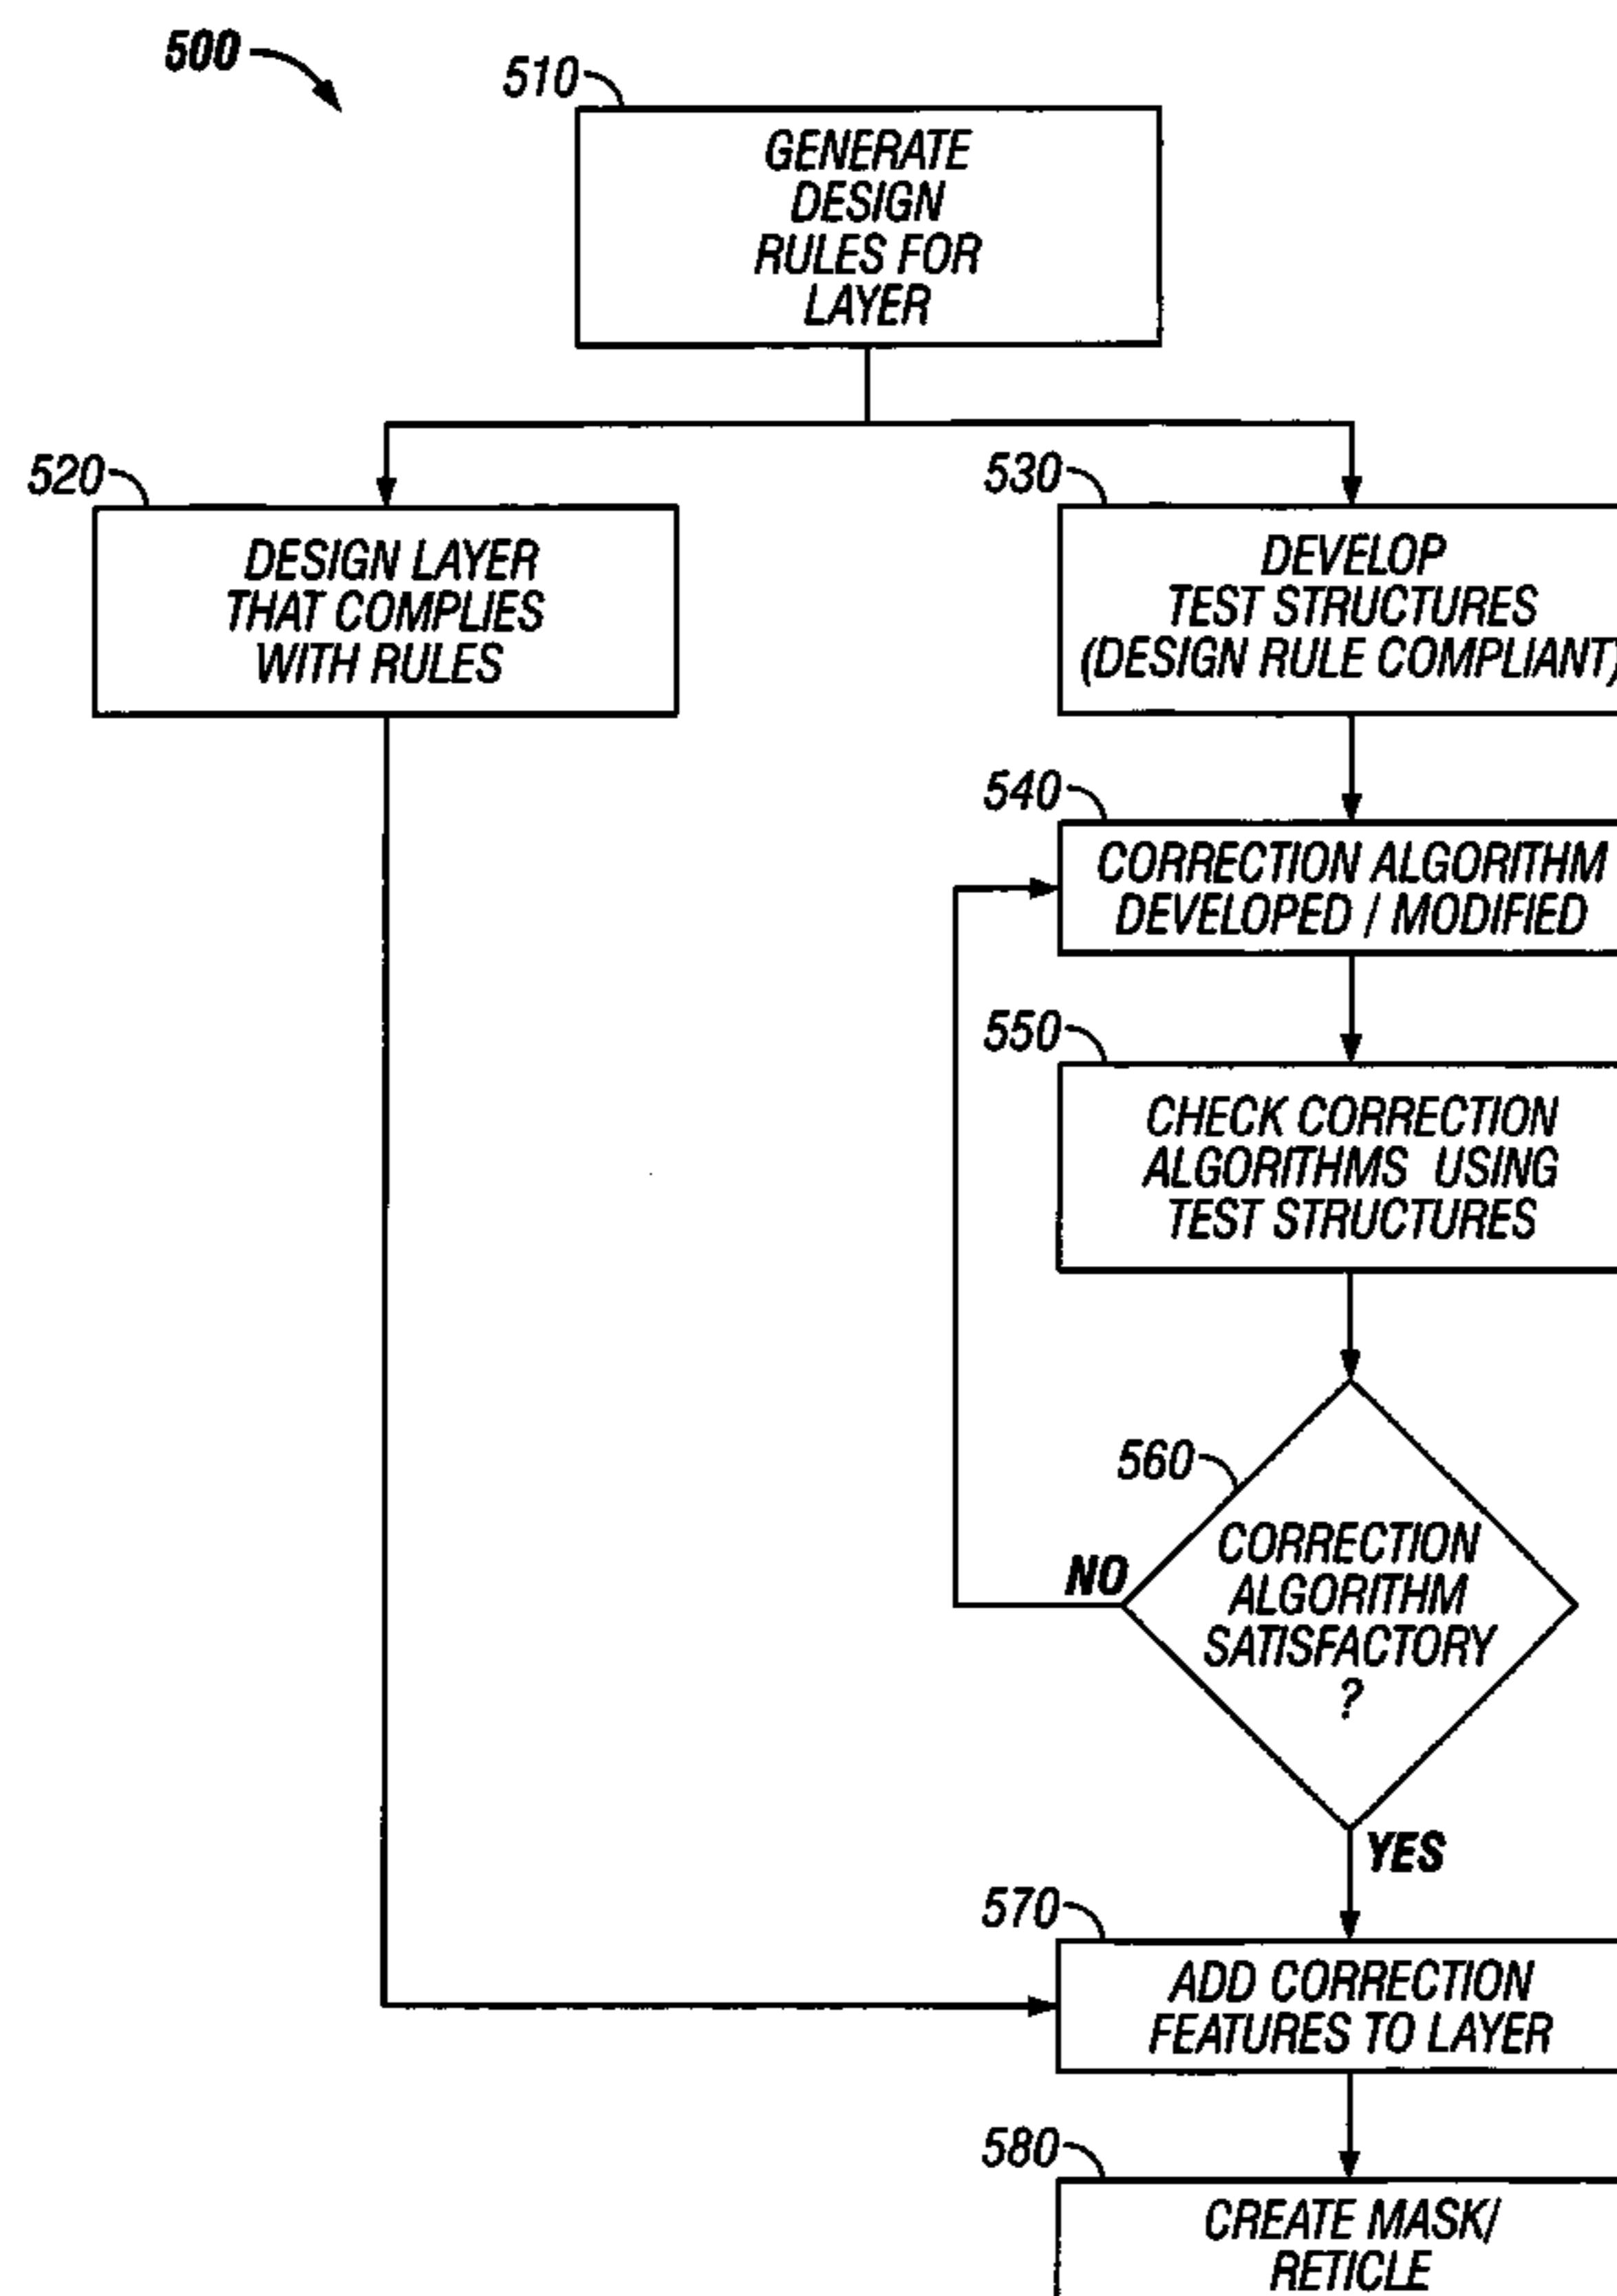 500
510
GENERATE
DESIGN
RULES FOR
LAYER
520
DESIGN LAYER
THAT COMPLIES
WITH RULES
530
DEVELOP
TEST STRUCTURES
(DESIGN RULE COMPLIANT)
540
CORRECTION ALGORITHM
DEVELOPED / MODIFIED
550
CHECK CORRECTION
ALGORITHMS USING
TEST STRUCTURES
560
CORRECTION
ALGORITHM
SATISFACTORY
?
NO
YES
570
ADD CORRECTION
FEATURES TO LAYER
580
CREATE MASK/
RETICLE